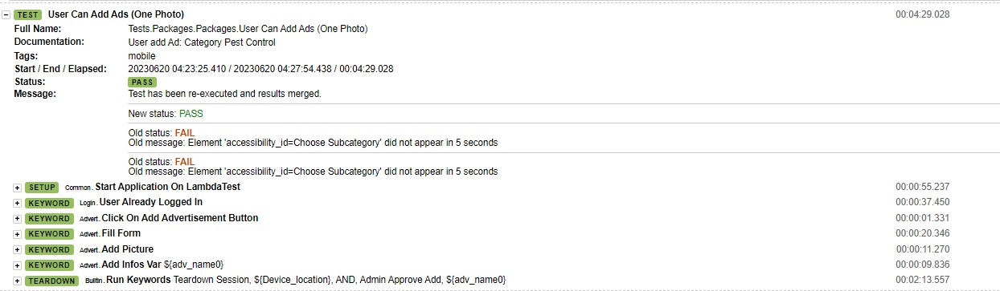 TEST User Can Add Ads (One Photo) 00:04:29.028
Full Name: Tests.Packages.Packages.User Can Add Ads (One Photo)
Documentation: User add Ad: Category Pest Control
Tags: mobile
Start / End / Elapsed: 20230620 04:23:25.410 / 20230620 04:27:54.438 / 00:04:29.028
Status: PASS
Message: Test has been re-executed and results merged.
New status: PASS
Old status: FAIL
Old message: Element 'accessibility_id=Choose Subcategory' did not appear in 5 seconds
Old status: FAIL
Old message: Element 'accessibility_id=Choose Subcategory' did not appear in 5 seconds
SETUP Common. Start Application On LambdaTest 00:00:55.237
KEYWORD Login. User Already Logged In 00:00:37.450
KEYWORD Advert. Click On Add Advertisement Button 00:00:01.331
KEYWORD Advert. Fill Form 00:00:20.346
KEYWORD Advert. Add Picture 00:00:11.270
KEYWORD Advert. Add Infos Var ${adv_name0} 00:00:09.836
TEARDOWN BuiltIn. Run Keywords Teardown Session, ${Device_location}, AND, Admin Approve Add, ${adv_name0} 00:02:13.557